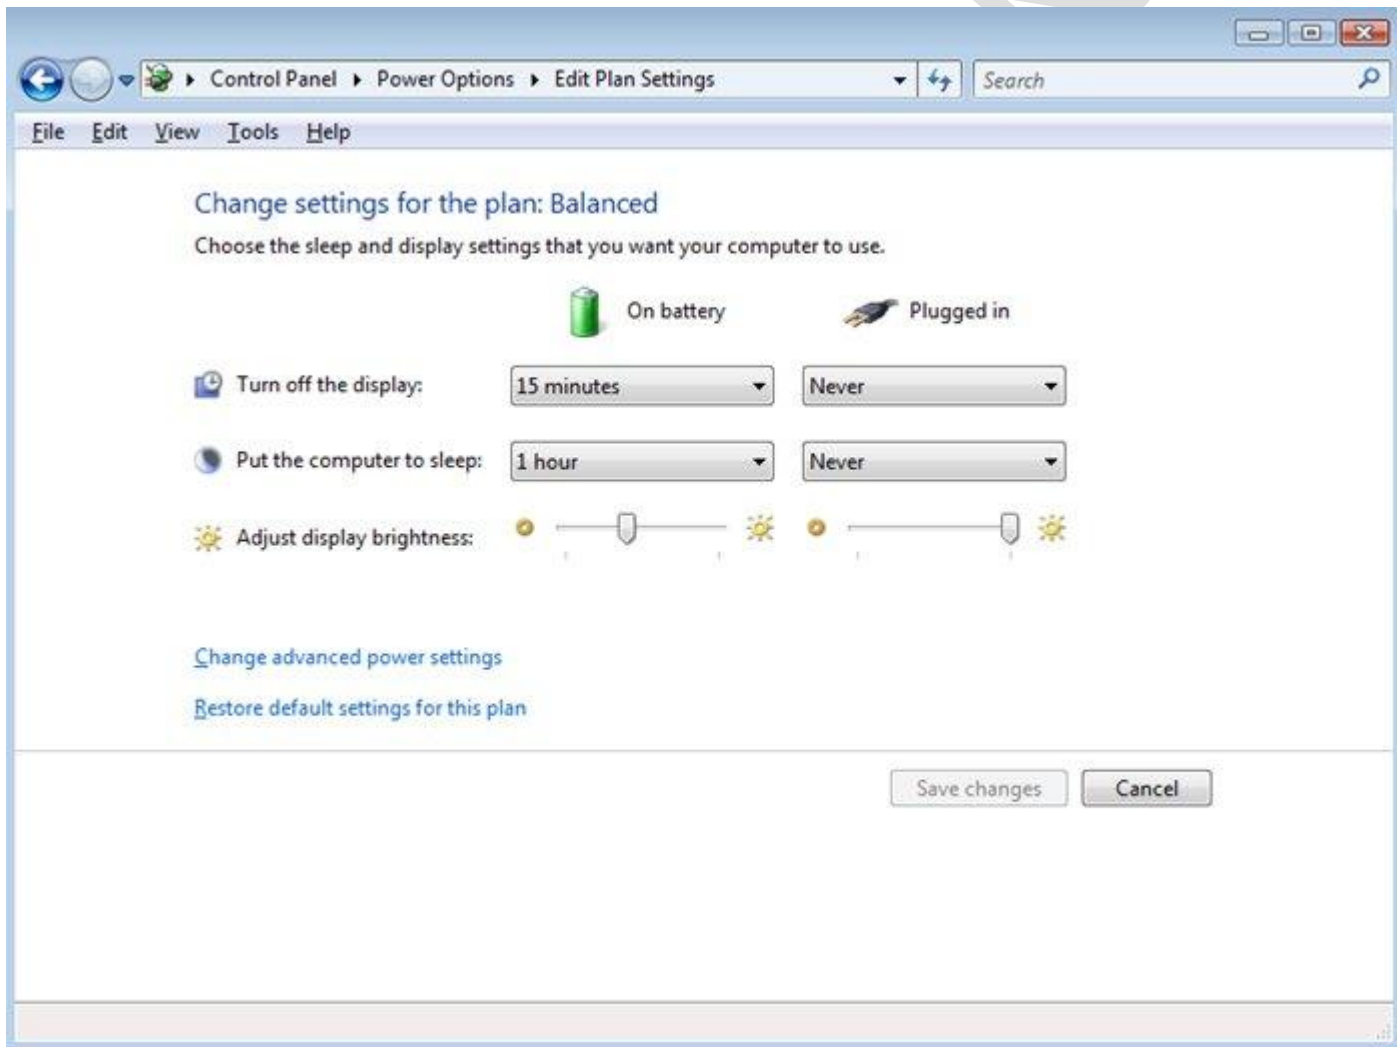 Control Panel Power Options Edit Plan Settings Search
File Edit View Tools Help
Change settings for the plan: Balanced
Choose the sleep and display settings that you want your computer to use.
On battery Plugged in
Turn off the display: 15 minutes Never
Put the computer to sleep: 1 hour Never
Adjust display brightness:
Change advanced power settings
Restore default settings for this plan
Save changes Cancel